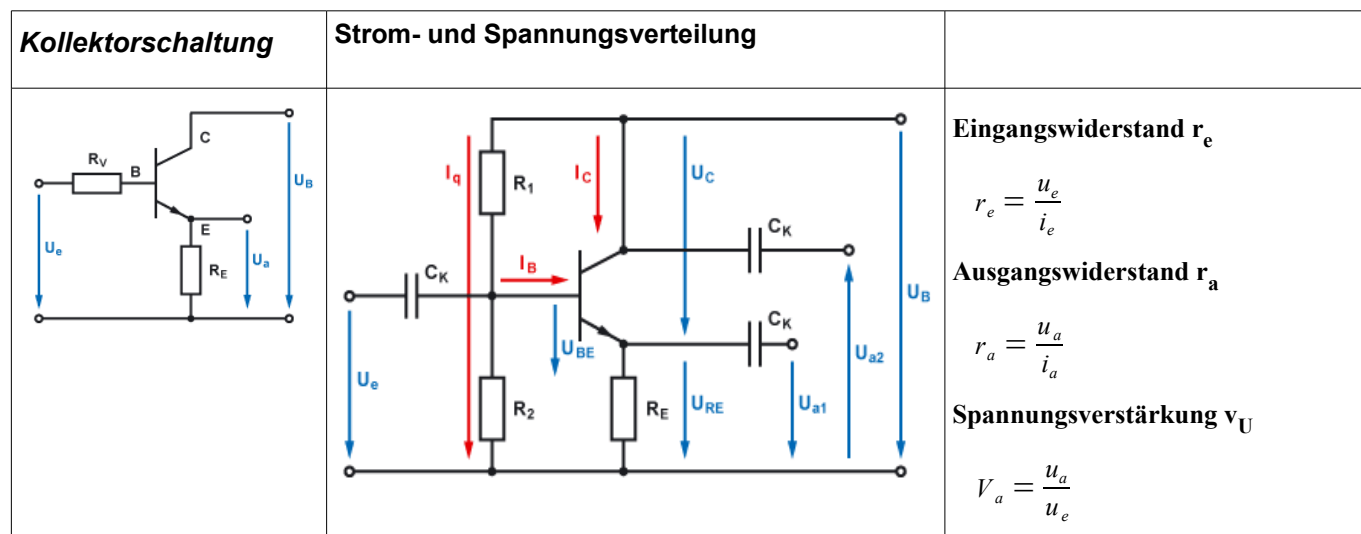 Kollektorschaltung
Strom- und Spannungsverteilung
C
R_V
B
U_B
E
U_e
R_E
U_a
I_q
R_1
I_C
U_C
C_K
I_B
C_K
U_B
C_K
U_BE
U_a2
U_e
R_2
R_E
U_RE
U_a1
Eingangswiderstand r_e
r_e = u_e / i_e
Ausgangswiderstand r_a
r_a = u_a / i_a
Spannungsverstärkung v_U
V_a = u_a / u_e